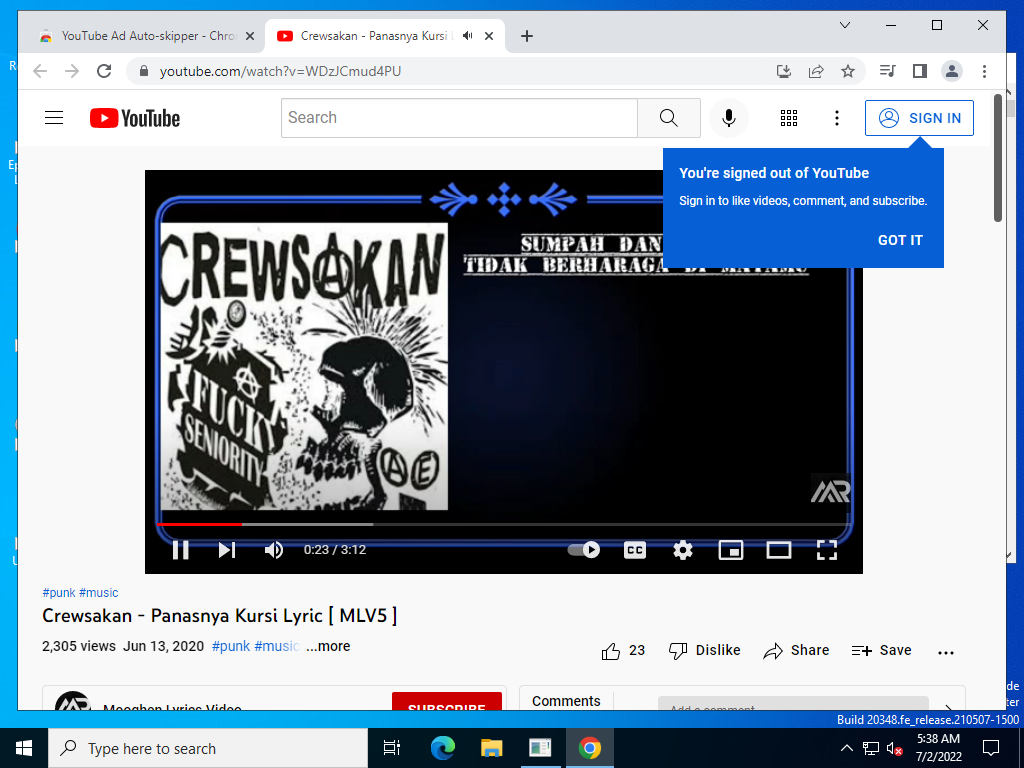 YouTube Ad Auto-skipper - Chro
Crewsakan - Panasnya Kursi L
youtube.com/watch?v=WDzJCmud4PU
YouTube
Search
SIGN IN
You're signed out of YouTube
Sign in to like videos, comment, and subscribe.
GOT IT
CREWSAKAN
SUMPAH DAN
TIDAK BERHARAGA DI MATAMU
FUCK
SENIORITY
A E
MR
0:23 / 3:12
CC
#punk #music
Crewsakan - Panasnya Kursi Lyric [ MLV5 ]
2,305 views Jun 13, 2020 #punk #music ...more
23
Dislike
Share
Save
Mooghen Lyrics Video
SUBSCRIBE
Comments
Add a comment...
Build 20348.fe_release.210507-1500
Type here to search
5:38 AM
7/2/2022